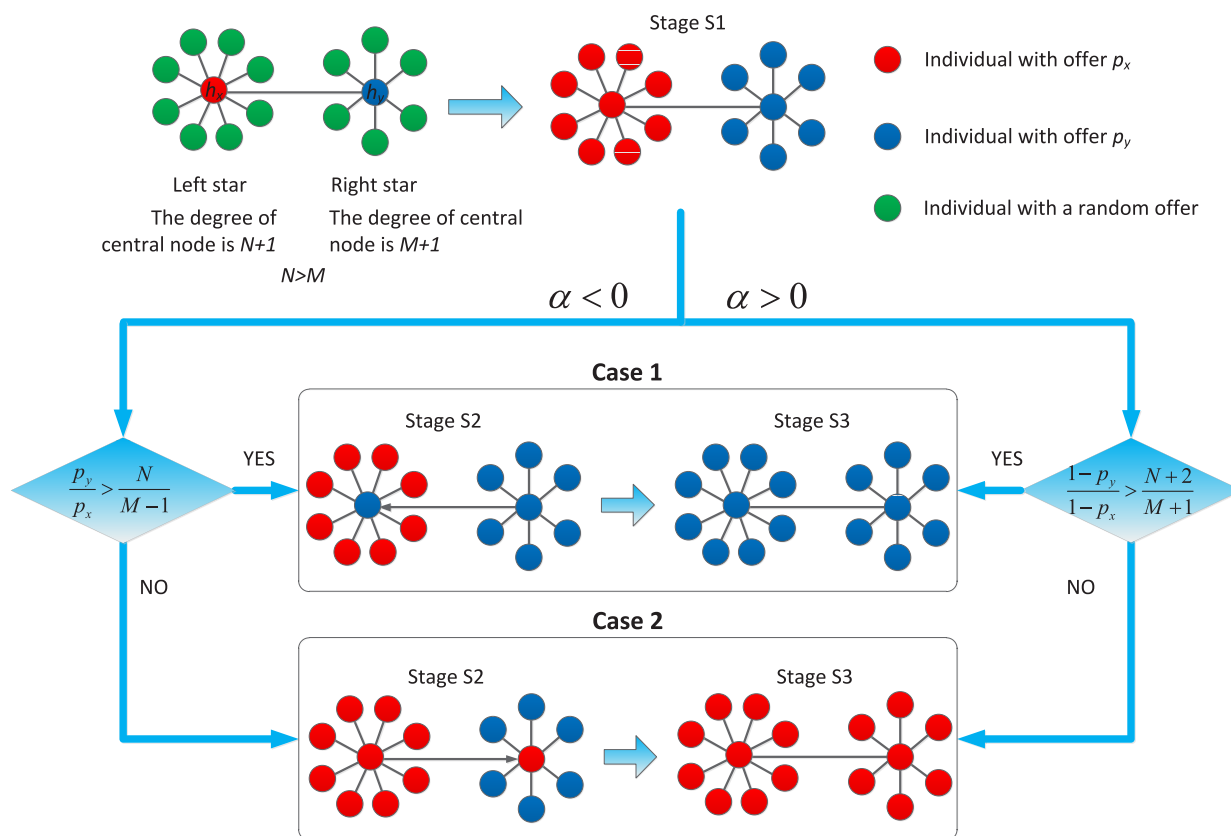 Stage S1
h_x
h_y
Individual with offer p_x
Individual with offer p_y
Individual with a random offer
Left star
Right star
The degree of
central node is N+1
The degree of central
node is M+1
N>M
α < 0
α > 0
Case 1
Stage S2
Stage S3
p_y / p_x > N / (M − 1)
YES
YES
(1 − p_y) / (1 − p_x) > (N + 2) / (M + 1)
NO
NO
Case 2
Stage S2
Stage S3